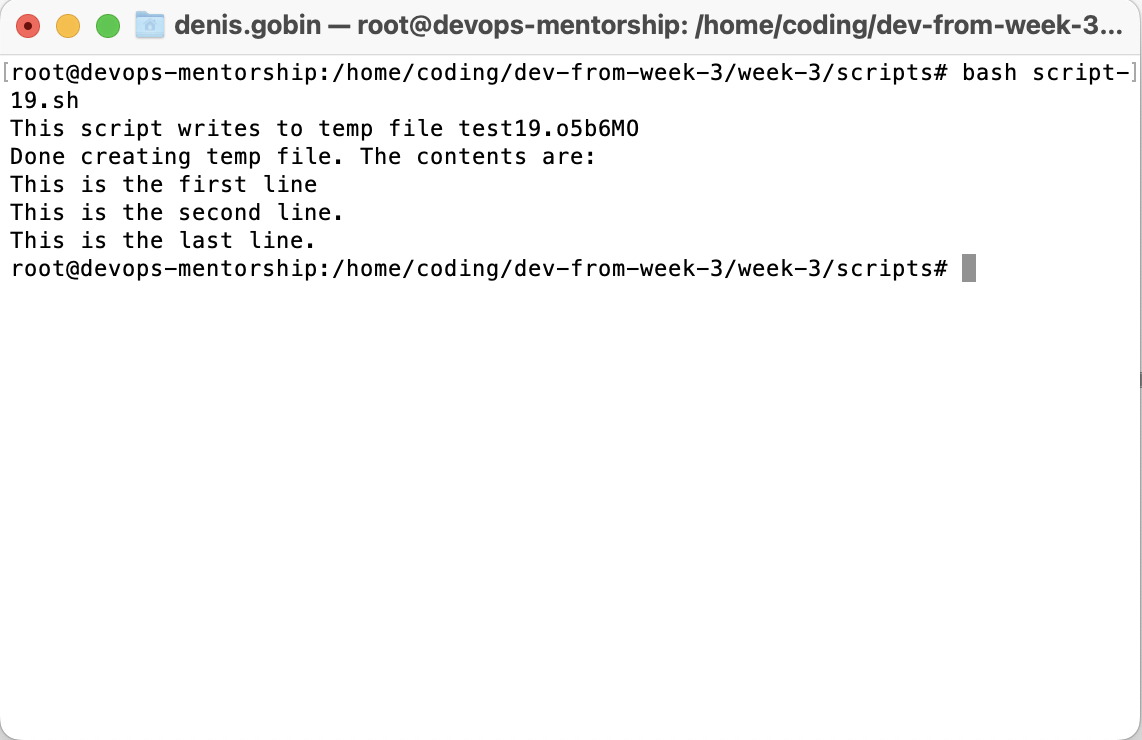 denis.gobin — root@devops-mentorship: /home/coding/dev-from-week-3...
[root@devops-mentorship:/home/coding/dev-from-week-3/week-3/scripts# bash script-]
19.sh
This script writes to temp file test19.o5b6MO
Done creating temp file. The contents are:
This is the first line
This is the second line.
This is the last line.
root@devops-mentorship:/home/coding/dev-from-week-3/week-3/scripts#